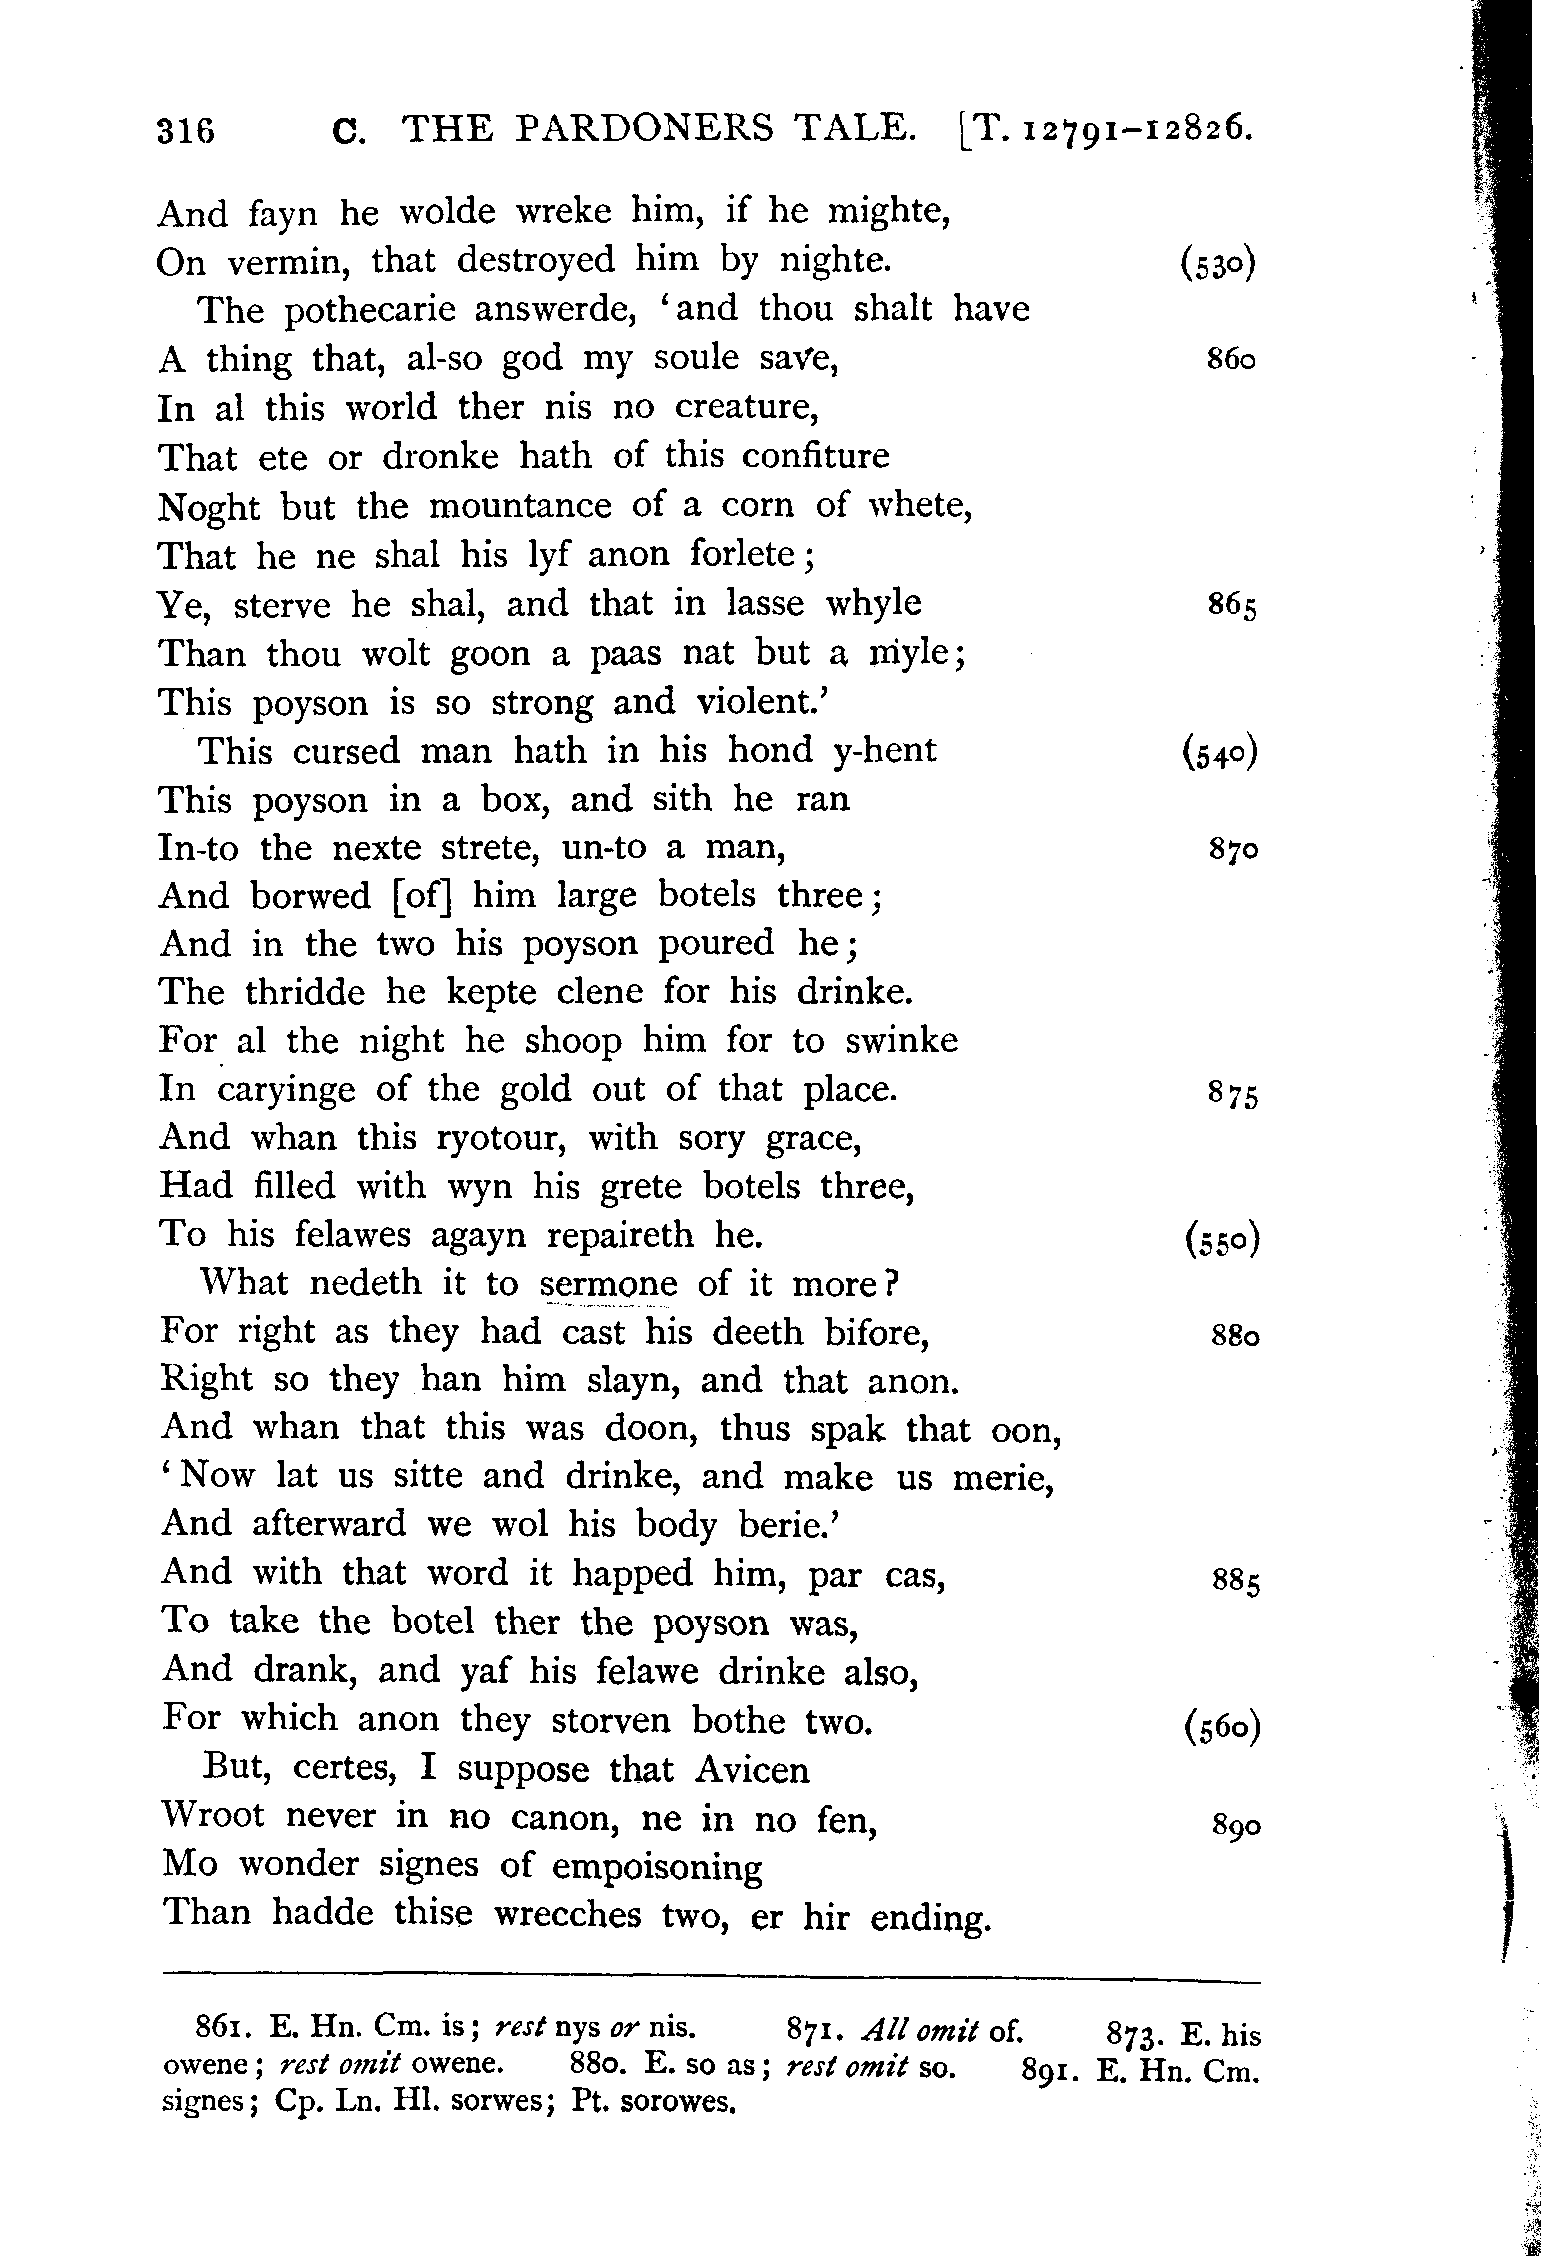 316 C. THE PARDONERS TALE. [T. 12791-12826.
And fayn he wolde wreke him, if he mighte,
On vermin, that destroyed him by nighte. (530)
The pothecarie answerde, ‘and thou shalt have
A thing that, al-so god my soule save, 860
In al this world ther nis no creature,
That ete or dronke hath of this confiture
Noght but the mountance of a corn of whete,
That he ne shal his lyf anon forlete;
Ye, sterve he shal, and that in lasse whyle 865
Than thou wolt goon a paas nat but a myle;
This poyson is so strong and violent.’
This cursed man hath in his hond y-hent (540)
This poyson in a box, and sith he ran
In-to the nexte strete, un-to a man, 870
And borwed [of] him large botels three;
And in the two his poyson poured he;
The thridde he kepte clene for his drinke.
For al the night he shoop him for to swinke
In caryinge of the gold out of that place. 875
And whan this ryotour, with sory grace,
Had filled with wyn his grete botels three,
To his felawes agayn repaireth he. (550)
What nedeth it to sermone of it more?
For right as they had cast his deeth bifore, 880
Right so they han him slayn, and that anon.
And whan that this was doon, thus spak that oon,
‘Now lat us sitte and drinke, and make us merie,
And afterward we wol his body berie.’
And with that word it happed him, par cas, 885
To take the botel ther the poyson was,
And drank, and yaf his felawe drinke also,
For which anon they storven bothe two. (560)
But, certes, I suppose that Avicen
Wroot never in no canon, ne in no fen, 890
Mo wonder signes of empoisoning
Than hadde thise wrecches two, er hir ending.
861. E. Hn. Cm. is; rest nys or nis. 871. All omit of. 873. E. his
owene; rest omit owene. 880. E. so as; rest omit so. 891. E. Hn. Cm.
signes; Cp. Ln. Hl. sorwes; Pt. sorowes.